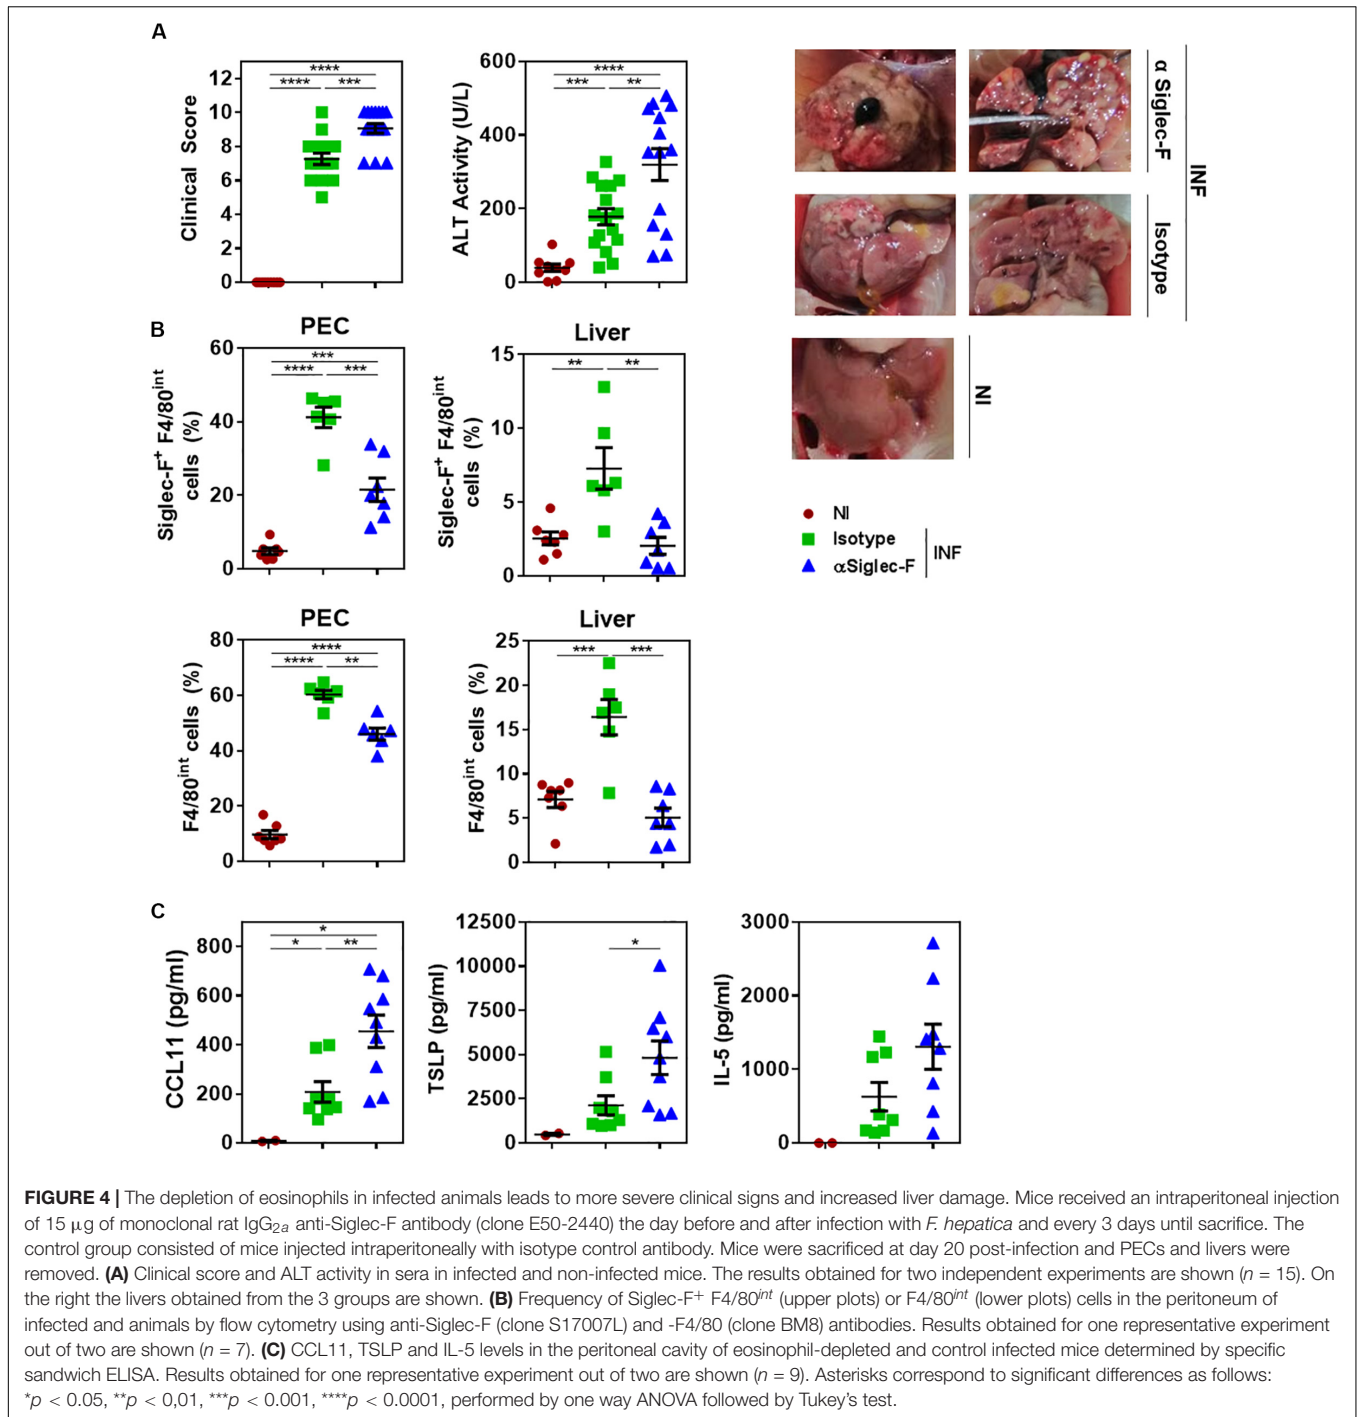 A
Clinical Score
12
10
8
6
4
2
0
****
**** ***
ALT Activity (U/L)
600
400
200
0
****
*** **
α Siglec-F
Isotype
INF
NI
B
PEC
Siglec-F+ F4/80int
cells (%)
60
40
20
0
***
**** ***
Liver
Siglec-F+ F4/80int
cells (%)
15
10
5
0
** **
NI
Isotype
αSiglec-F
INF
PEC
F4/80int cells (%)
80
60
40
20
0
****
**** **
Liver
F4/80int cells (%)
25
20
15
10
5
0
*** ***
C
CCL11 (pg/ml)
800
600
400
200
0
*
* **
TSLP (pg/ml)
12500
10000
7500
5000
2500
0
*
IL-5 (pg/ml)
3000
2000
1000
0
FIGURE 4 | The depletion of eosinophils in infected animals leads to more severe clinical signs and increased liver damage. Mice received an intraperitoneal injection
of 15 μg of monoclonal rat IgG2a anti-Siglec-F antibody (clone E50-2440) the day before and after infection with F. hepatica and every 3 days until sacrifice. The
control group consisted of mice injected intraperitoneally with isotype control antibody. Mice were sacrificed at day 20 post-infection and PECs and livers were
removed. (A) Clinical score and ALT activity in sera in infected and non-infected mice. The results obtained for two independent experiments are shown (n = 15). On
the right the livers obtained from the 3 groups are shown. (B) Frequency of Siglec-F+ F4/80int (upper plots) or F4/80int (lower plots) cells in the peritoneum of
infected and animals by flow cytometry using anti-Siglec-F (clone S17007L) and -F4/80 (clone BM8) antibodies. Results obtained for one representative experiment
out of two are shown (n = 7). (C) CCL11, TSLP and IL-5 levels in the peritoneal cavity of eosinophil-depleted and control infected mice determined by specific
sandwich ELISA. Results obtained for one representative experiment out of two are shown (n = 9). Asterisks correspond to significant differences as follows:
*p < 0.05, **p < 0,01, ***p < 0.001, ****p < 0.0001, performed by one way ANOVA followed by Tukey's test.